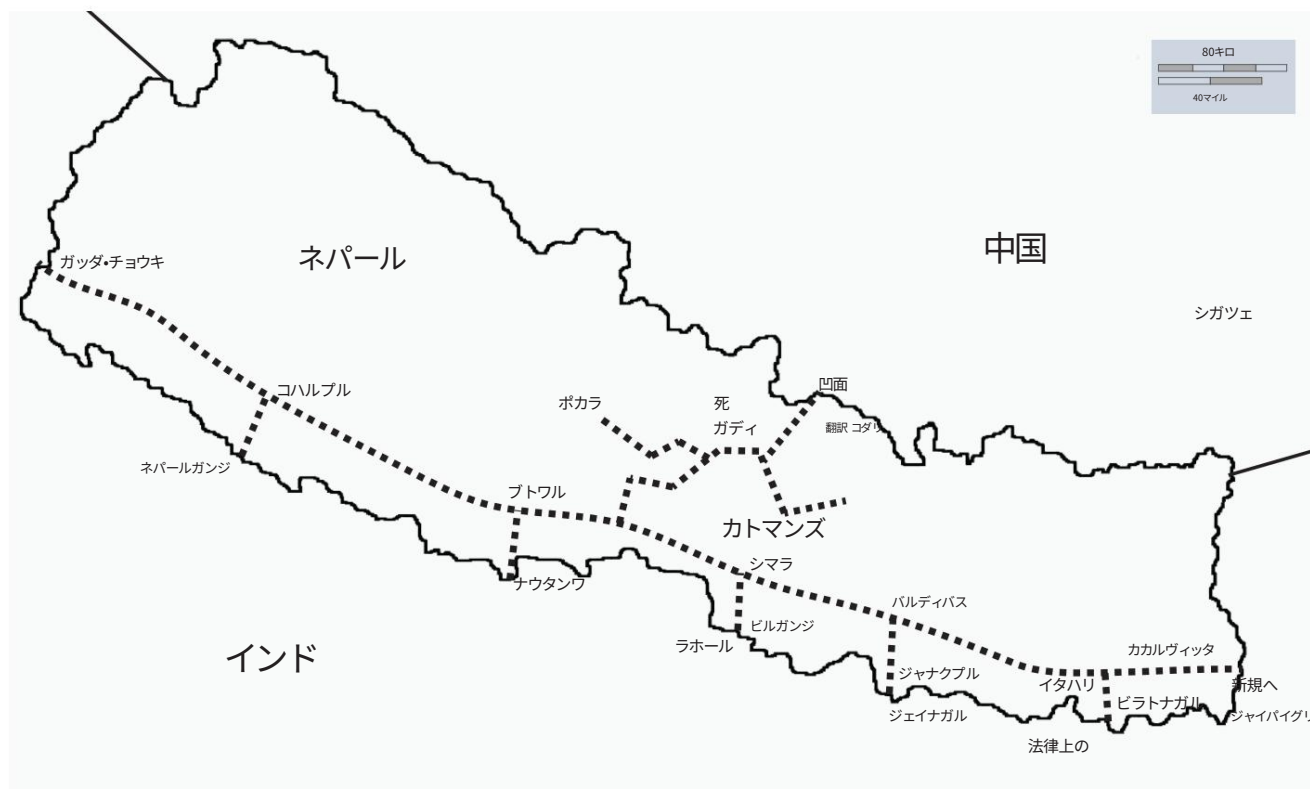 80キロ
40マイル
中国
ネパール
ガッダ・チョウキ
シガツェ
コハルプル
凹面
ポカラ
死
ガディ
翻訳 コダリ
ネパールガンジ
ブトワル
カトマンズ
シマラ
ナウタンワ
バルディバス
ビルガンジ
ラホール
カカルヴィッタ
インド
ジャナクプル
イタハリ
新規へ
ビラトナガル
ジェイナガル
ジャイパイグリ
法律上の